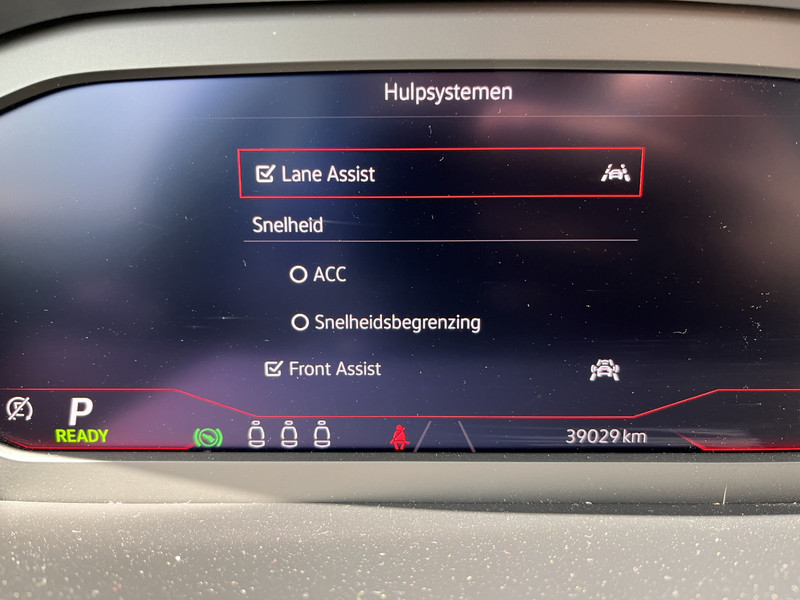 Hulpsystemen
Lane Assist
Snelheid
ACC
Snelheidsbegrenzing
Front Assist
P
READY
39029 km